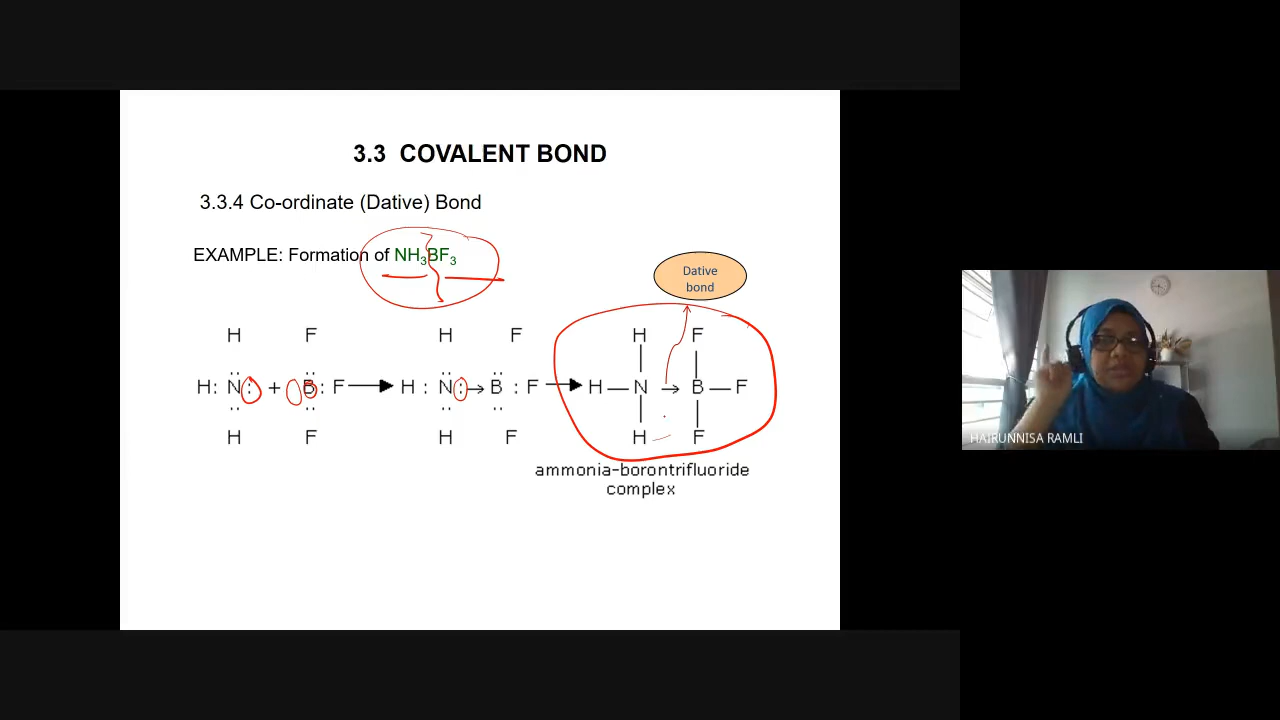 3.3 COVALENT BOND
3.3.4 Co-ordinate (Dative) Bond
EXAMPLE: Formation of NH3BF3
Dative
bond
H F H F H F
H: N: + B: F H : N: B : F H N B F
H F H F H F
ammonia-borontrifluoride
complex
HAIRUNNISA RAMLI